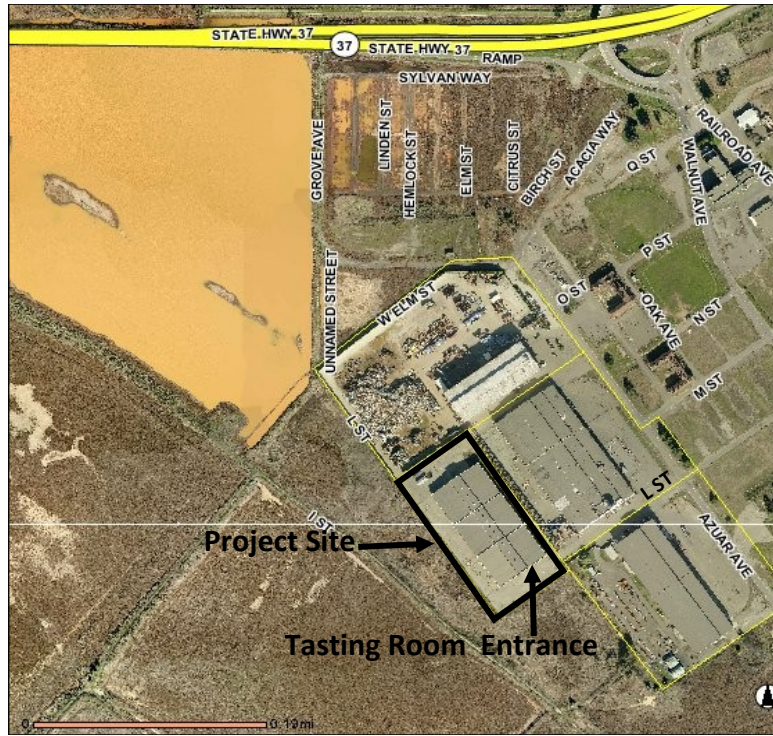 STATE HWY 37
37
STATE HWY 37
RAMP
SYLVAN WAY
GROVE AVE
LINDEN ST
HEMLOCK ST
ELM ST
CITRUS ST
BIRCH ST
ACACIA WAY
Q ST
WALNUT AVE
RAILROAD AVE
P ST
O ST
OAK AVE
N ST
M ST
UNNAMED STREET
W ELM ST
L ST
L ST
I ST
AZUAR AVE
Project Site
Tasting Room Entrance
0
0.19mi